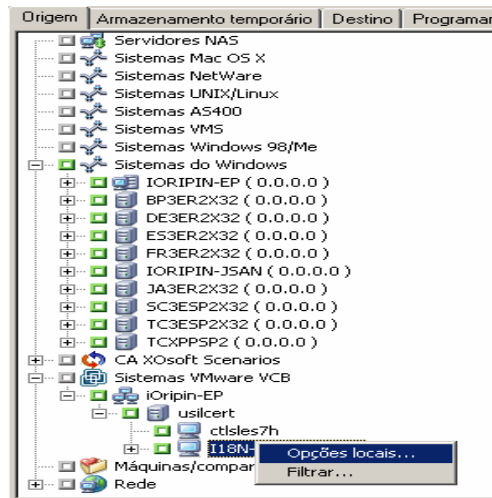 Origem
Armazenamento temporário
Destino
Servidores NAS
Sistemas Mac OS X
Sistemas NetWare
Sistemas UNIX/Linux
Sistemas AS400
Sistemas VMS
Sistemas Windows 98/Me
Sistemas do Windows
IORIPIN-EP ( 0.0.0.0 )
BP3ER2X32 ( 0.0.0.0 )
DE3ER2X32 ( 0.0.0.0 )
ES3ER2X32 ( 0.0.0.0 )
FR3ER2X32 ( 0.0.0.0 )
IORIPIN-JSAN ( 0.0.0.0 )
JA3ER2X32 ( 0.0.0.0 )
SC3ESP2X32 ( 0.0.0.0 )
TC3ESP2X32 ( 0.0.0.0 )
TCXPPSP2 ( 0.0.0.0 )
CA XOsoft Scenarios
Sistemas VMware VCB
iOripin-EP
usilcert
ctlsles7h
I18N-
Opções locais...
Filtrar...
Rede